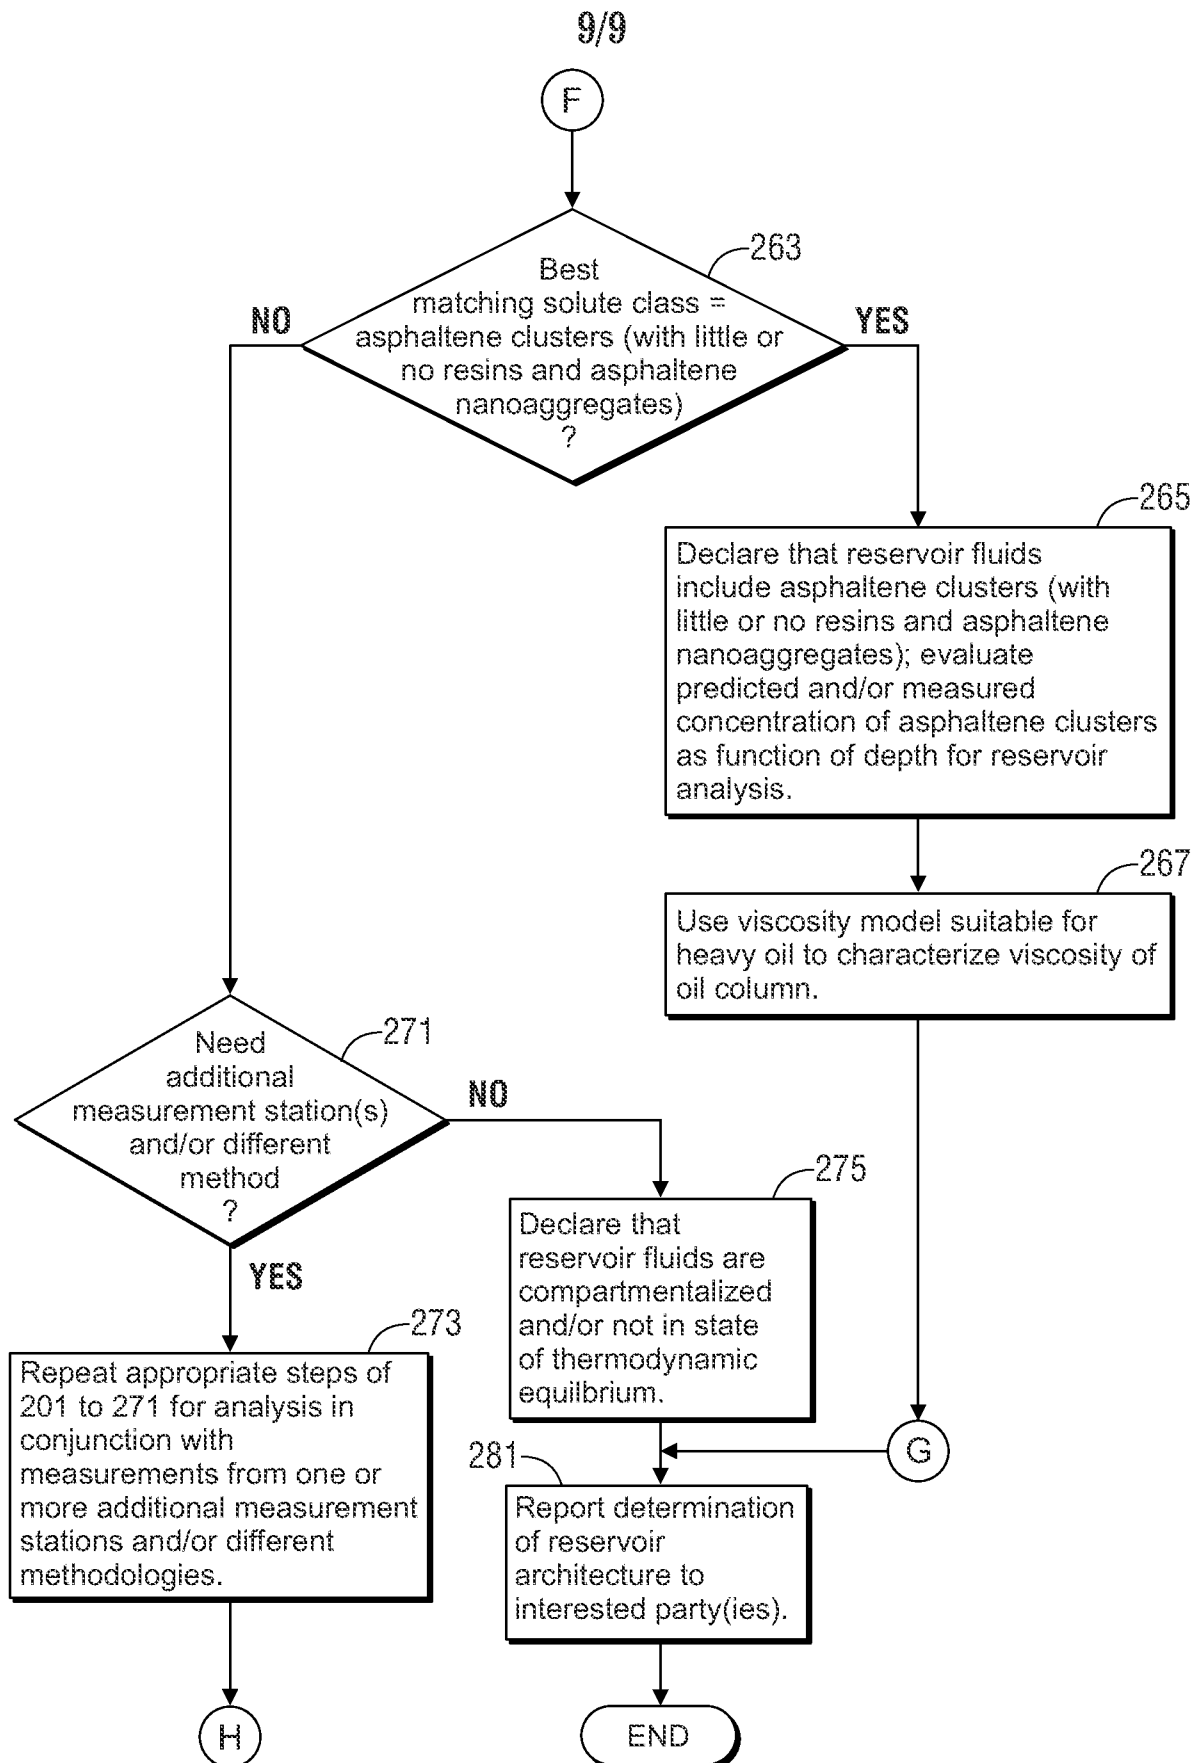 9/9
F
263
Best
matching solute class =
asphaltene clusters (with little or
no resins and asphaltene
nanoaggregates)
?
NO
YES
265
Declare that reservoir fluids
include asphaltene clusters (with
little or no resins and asphaltene
nanoaggregates); evaluate
predicted and/or measured
concentration of asphaltene clusters
as function of depth for reservoir
analysis.
267
Use viscosity model suitable for
heavy oil to characterize viscosity of
oil column.
271
Need
additional
measurement station(s)
and/or different
method
?
NO
YES
275
Declare that
reservoir fluids are
compartmentalized
and/or not in state
of thermodynamic
equilbrium.
273
Repeat appropriate steps of
201 to 271 for analysis in
conjunction with
measurements from one or
more additional measurement
stations and/or different
methodologies.
G
281
Report determination
of reservoir
architecture to
interested party(ies).
H
END